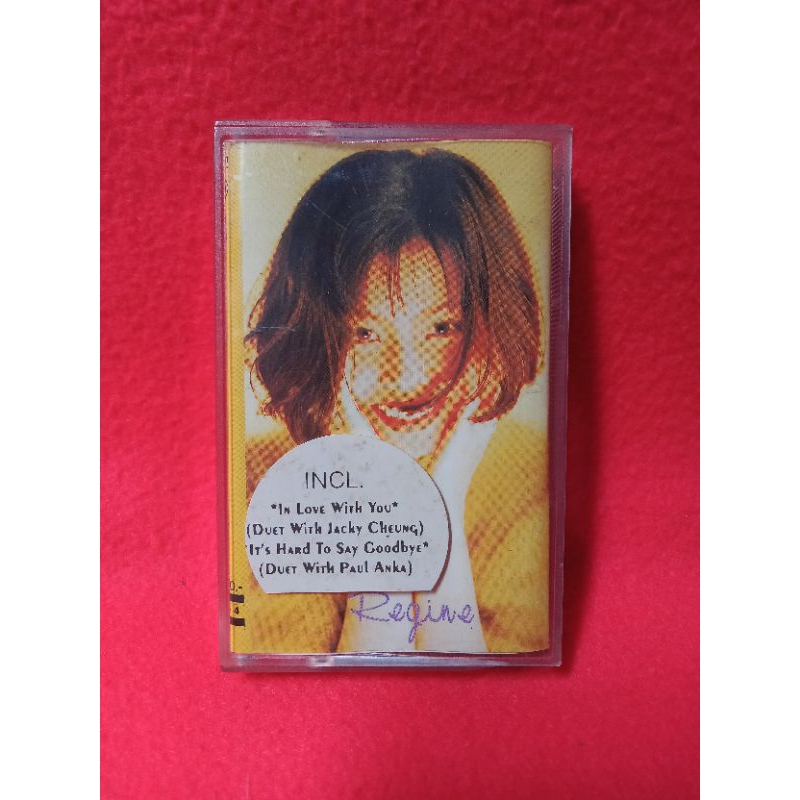 INCL.
*In Love With You*
(Duet With Jacky Cheung)
*It's Hard To Say Goodbye*
(Duet With Paul Anka)
Regine